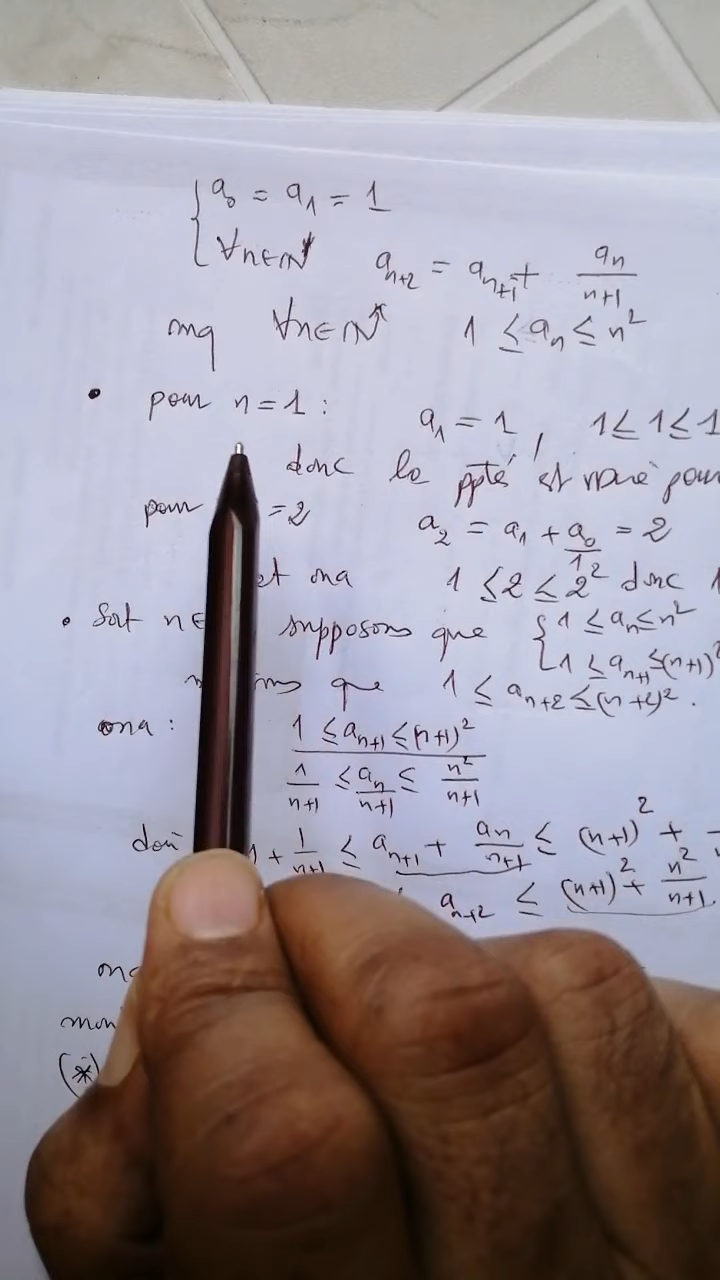 a₀ = a₁ = 1
∀n∈ℕ aₙ₊₂ = aₙ₊₁ + aₙ/(n+1)
mq ∀n∈ℕ* 1 ≤ aₙ ≤ n²
• pour n = 1 : a₁ = 1, 1 ≤ 1 ≤ 1
donc la ppté est vraie pour
pour = 2 a₂ = a₁ + a₀/1 = 2
et ona 1 ≤ 2 ≤ 2² donc
• Soit n∈ supposons que { 1 ≤ aₙ ≤ n²
1 ≤ aₙ₊₁ ≤ (n+1)²
que 1 ≤ aₙ₊₂ ≤ (n+2)².
ona : 1 ≤ aₙ₊₁ ≤ (n+1)²
1/(n+1) ≤ aₙ/(n+1) ≤ n²/(n+1)
1 + 1/(n+1) ≤ aₙ₊₁ + aₙ/(n+1) ≤ (n+1)² +
aₙ₊₂ ≤ (n+1)² + n²/(n+1)
(*)